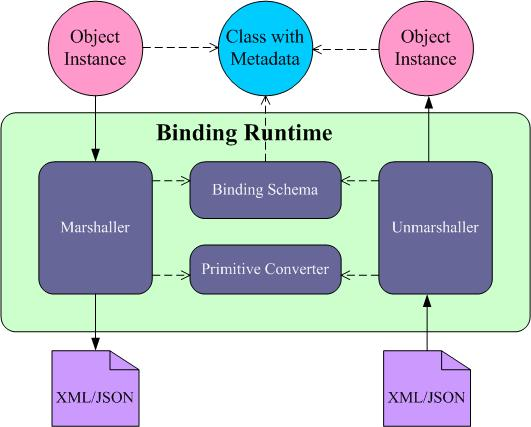 Object
Instance
Class with
Metadata
Object
Instance
Binding Runtime
Marshaller
Binding Schema
Unmarshaller
Primitive Converter
XML/JSON
XML/JSON